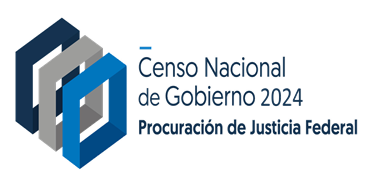 Censo Nacional
de Gobierno 2024
Procuración de Justicia Federal